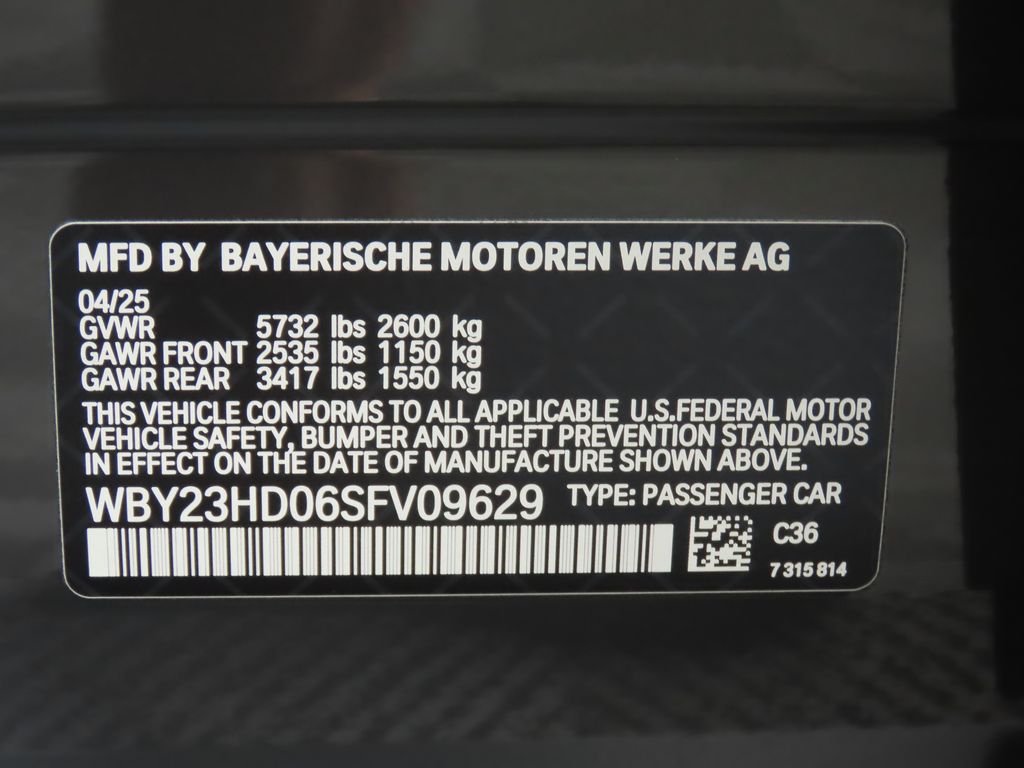 MFD BY BAYERISCHE MOTOREN WERKE AG
04/25
GVWR 5732 lbs 2600 kg
GAWR FRONT 2535 lbs 1150 kg
GAWR REAR 3417 lbs 1550 kg
THIS VEHICLE CONFORMS TO ALL APPLICABLE U.S.FEDERAL MOTOR
VEHICLE SAFETY, BUMPER AND THEFT PREVENTION STANDARDS
IN EFFECT ON THE DATE OF MANUFACTURE SHOWN ABOVE.
WBY23HD06SFV09629 TYPE: PASSENGER CAR
C36
7 315 814